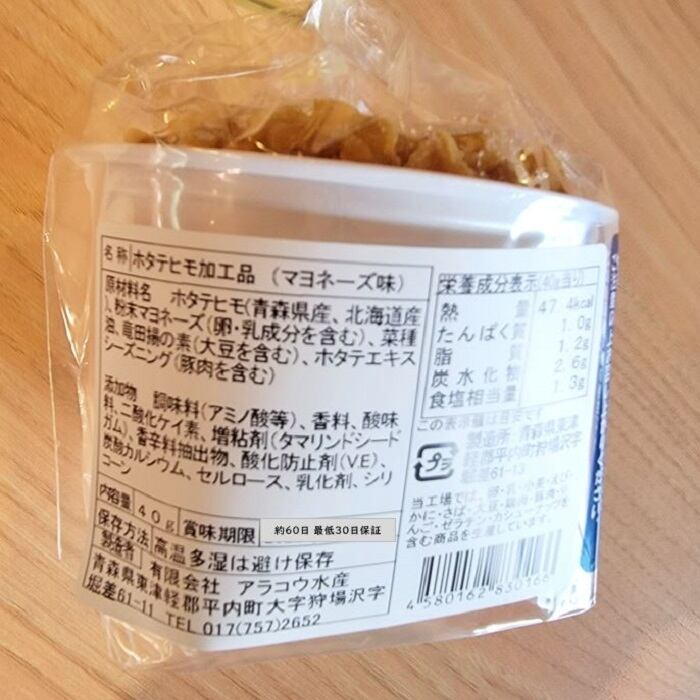 名称 ホタテヒモ加工品 （マヨネーズ味）
原材料名 ホタテヒモ(青森県産、北海道産
)、粉末マヨネーズ(卵・乳成分を含む)、菜種
油、竜田揚の素(大豆を含む)、ホタテエキス
シーズニング(豚肉を含む)
添加物 調味料(アミノ酸等)、香料、酸味
料、二酸化ケイ素、増粘剤(タマリンドシード
ガム)、香辛料抽出物、酸化防止剤(V.E)、
炭酸カルシウム、セルロース、乳化剤、シリ
コーン
内容量 40g 賞味期限 約60日 最低30日保証
保存方法 高温多湿は避け保存
製造者 有限会社 アラコウ水産
青森県東津軽郡平内町大字狩場沢字
堀差61-11 TEL 017(757)2652
栄養成分表示(40g当り)
熱量 47.4kcal
たんぱく質 1.0g
脂質 1.2g
炭水化物 2.6g
食塩相当量 1.3g
この表示値は目安です
製造所 青森県東津
軽郡平内町狩場沢字
堀差61-13
プラ
当工場では、卵・乳・小麦・えび・
かに・さば・大豆・鶏肉・豚肉・り
んご・ゼラチン・カシューナッツを
含む商品を生産しています。
4 580162 830166